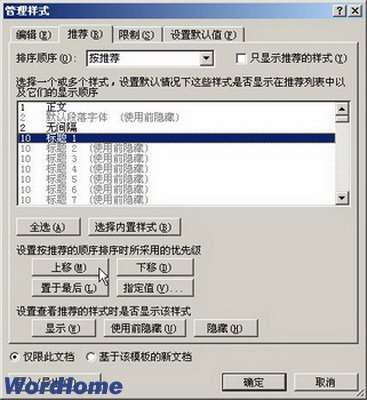 管理样式
编辑(E) 推荐(R) 限制(S) 设置默认值(F)
排序顺序(O): 按推荐 只显示推荐的样式(Y)
选择一个或多个样式，设置默认情况下这些样式是否显示在推荐列表中以
及它们的显示顺序
1 正文
2 默认段落字体 (使用前隐藏)
2 无间隔
10 标题 1
10 标题 2 (使用前隐藏)
10 标题 3 (使用前隐藏)
10 标题 4 (使用前隐藏)
10 标题 5 (使用前隐藏)
10 标题 6 (使用前隐藏)
10 标题 7 (使用前隐藏)
全选(A) 选择内置样式(B)
设置按推荐的顺序排序时所采用的优先级
上移(M) 下移(D)
置于最后(L) 指定值(V)...
设置查看推荐的样式时是否显示该样式
显示(W) 使用前隐藏(U) 隐藏(H)
仅限此文档 基于该模板的新文档
WordHome 确定 取消